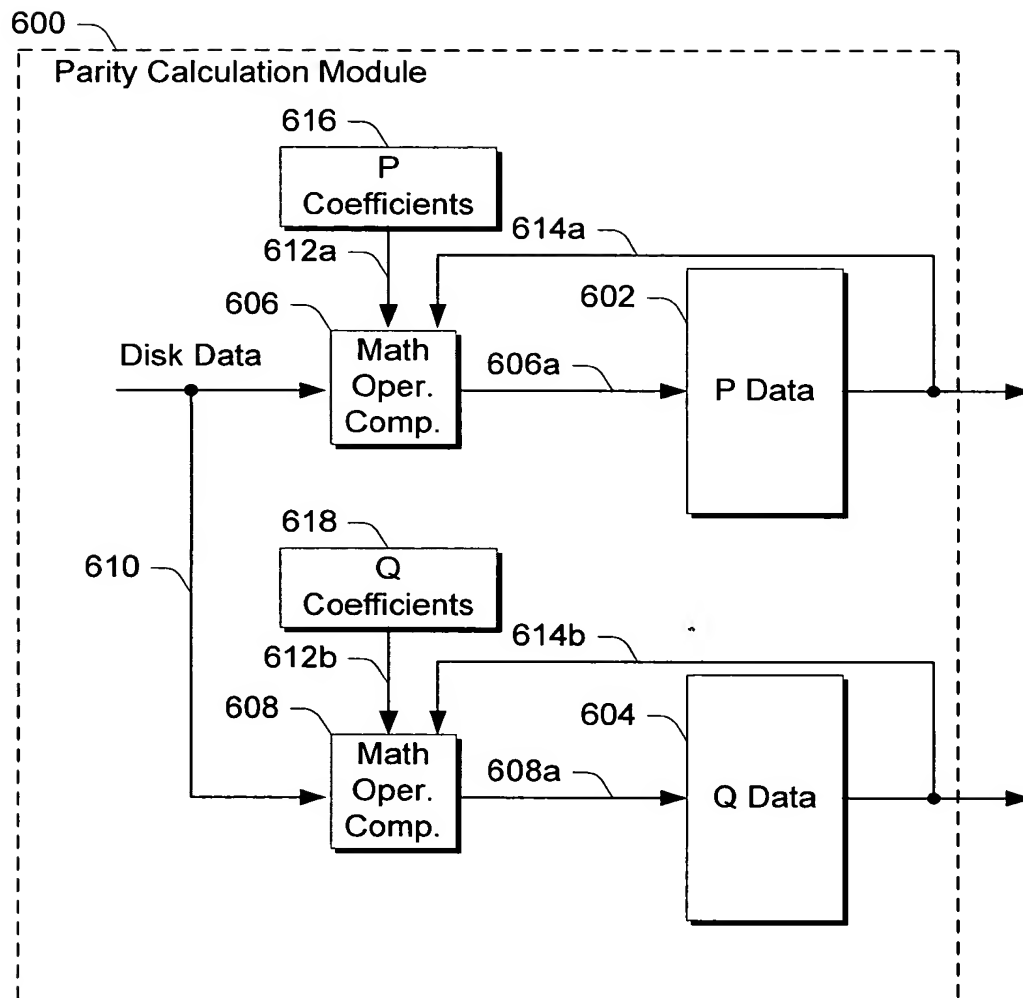 600
Parity Calculation Module
616
P
Coefficients
612a
614a
606
602
Disk Data
Math
Oper.
Comp.
606a
P Data
618
Q
Coefficients
610
612b
614b
608
604
Math
Oper.
Comp.
608a
Q Data